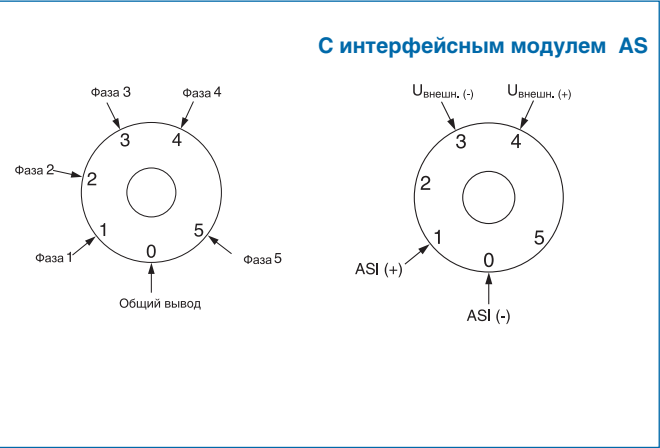 С интерфейсным модулем AS
Фаза 3 Фаза 4
3 4
Фаза 2 2
1 5
Фаза 1 0 Фаза 5
Общий вывод
Uвнешн. (-) Uвнешн. (+)
3 4
2
1 5
ASI (+) 0
ASI (-)